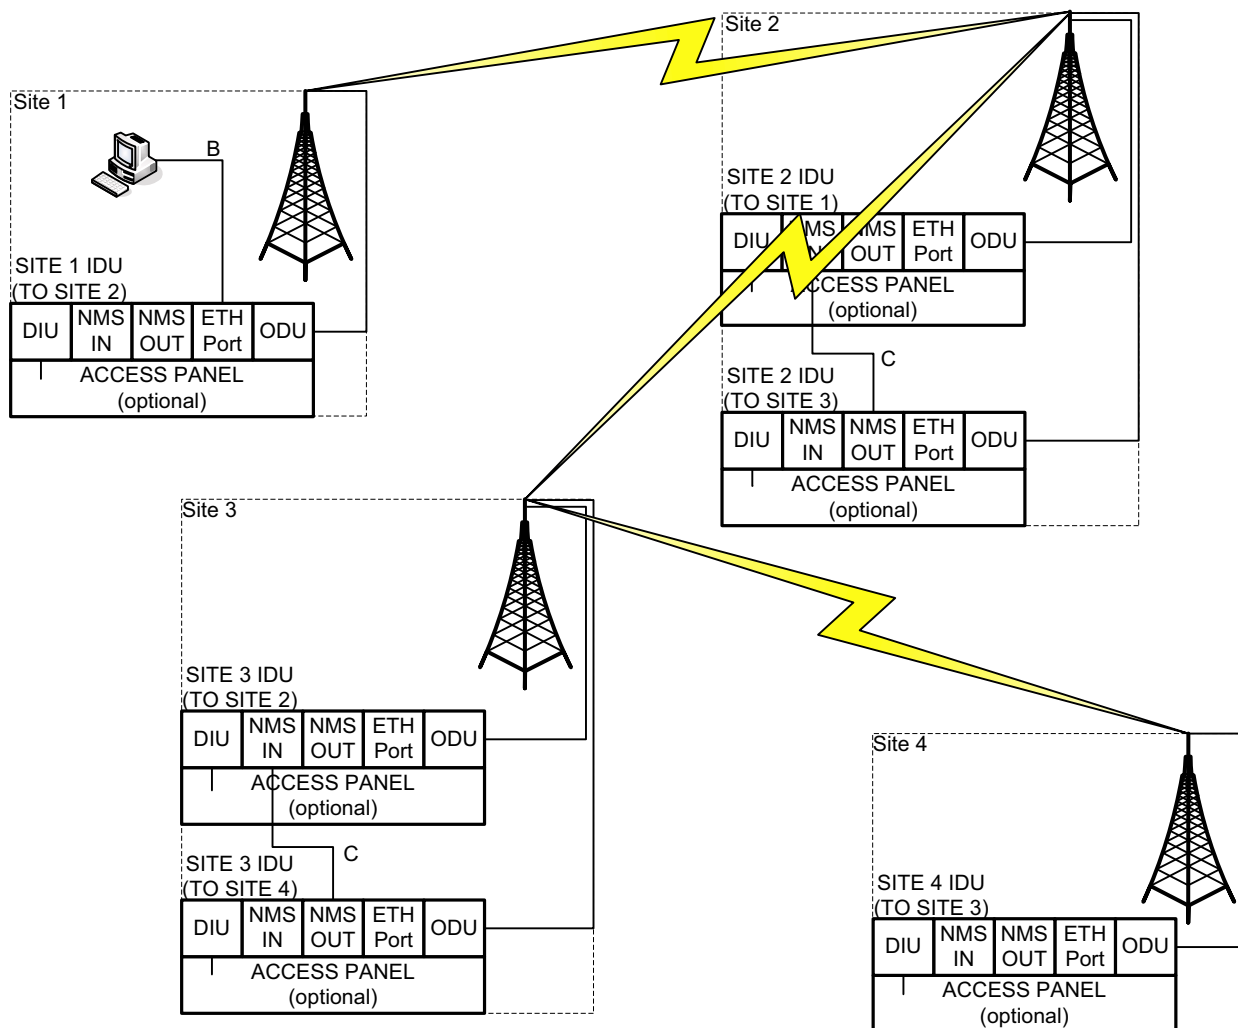 Site 1
B
SITE 1 IDU
(TO SITE 2)
DIU
NMS
IN
NMS
OUT
ETH
Port
ODU
ACCESS PANEL
(optional)
Site 2
SITE 2 IDU
(TO SITE 1)
DIU
OUT
ETH
Port
ODU
PANEL
(optional)
C
SITE 2 IDU
(TO SITE 3)
DIU
NMS
IN
NMS
OUT
ETH
Port
ODU
ACCESS PANEL
(optional)
Site 3
SITE 3 IDU
(TO SITE 2)
DIU
NMS
IN
NMS
OUT
ETH
Port
ODU
ACCESS PANEL
(optional)
C
SITE 3 IDU
(TO SITE 4)
DIU
NMS
IN
NMS
OUT
ETH
Port
ODU
ACCESS PANEL
(optional)
Site 4
SITE 4 IDU
(TO SITE 3)
DIU
NMS
IN
NMS
OUT
ETH
Port
ODU
ACCESS PANEL
(optional)